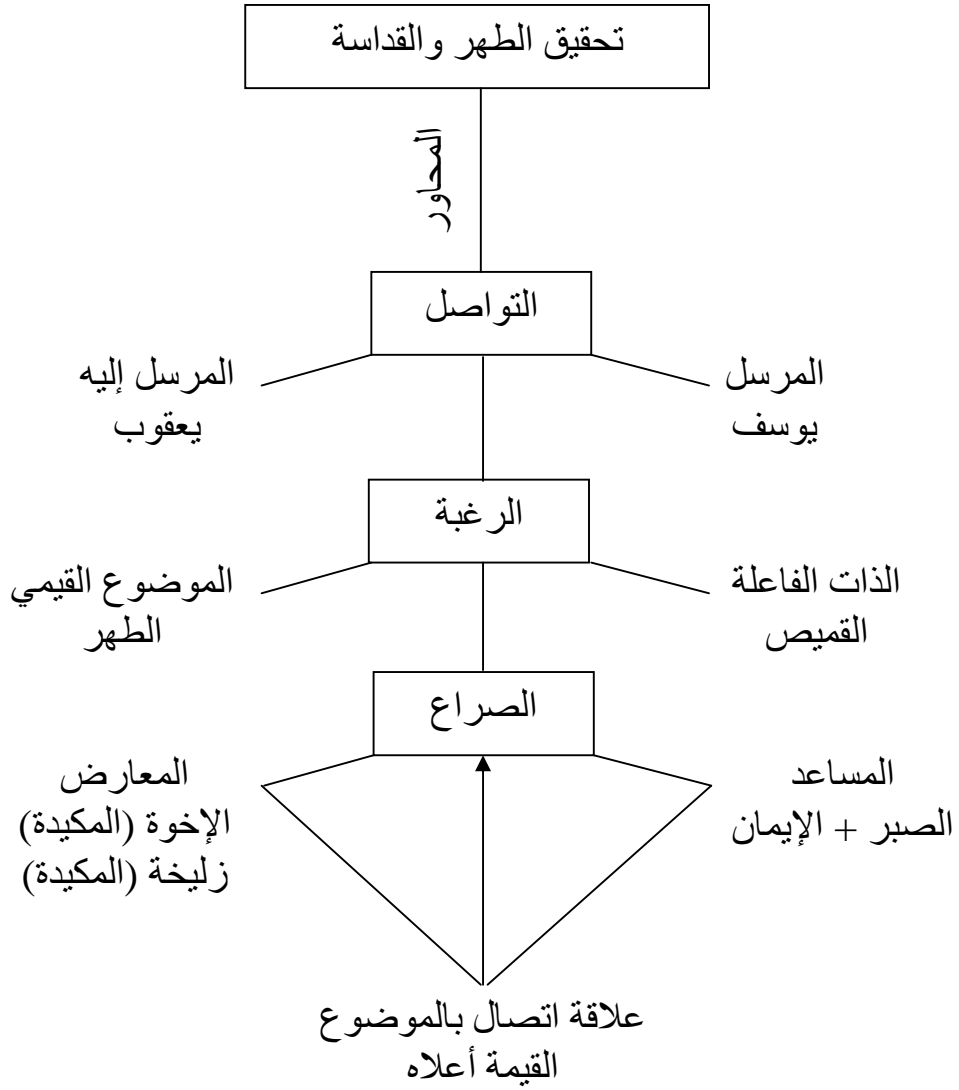 تحقيق الطهر والقداسة
المحاور
التواصل
المرسل
يوسف
المرسل إليه
يعقوب
الرغبة
الذات الفاعلة
القميص
الموضوع القيمي
الطهر
الصراع
المساعد
الصبر + الإيمان
المعارض
الإخوة (المكيدة)
زليخة (المكيدة)
علاقة اتصال بالموضوع
القيمة أعلاه